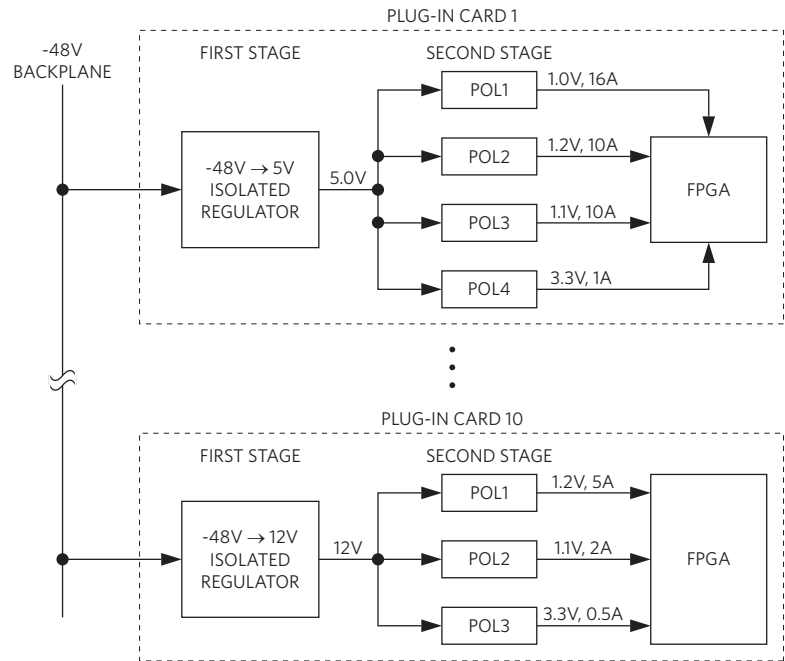 PLUG-IN CARD 1
-48V
BACKPLANE
FIRST STAGE
SECOND STAGE
-48V → 5V
ISOLATED
REGULATOR
5.0V
POL1
1.0V, 16A
POL2
1.2V, 10A
POL3
1.1V, 10A
POL4
3.3V, 1A
FPGA
PLUG-IN CARD 10
FIRST STAGE
SECOND STAGE
-48V → 12V
ISOLATED
REGULATOR
12V
POL1
1.2V, 5A
POL2
1.1V, 2A
POL3
3.3V, 0.5A
FPGA